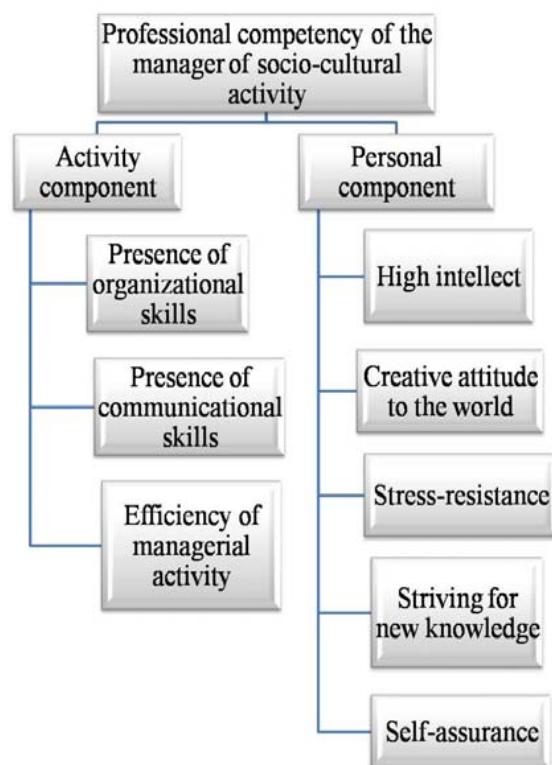 Professional competency of the
manager of socio-cultural
activity
Activity
component
Personal
component
Presence of
organizational
skills
Presence of
communicational
skills
Efficiency of
managerial
activity
High intellect
Creative attitude
to the world
Stress-resistance
Striving for
new knowledge
Self-assurance